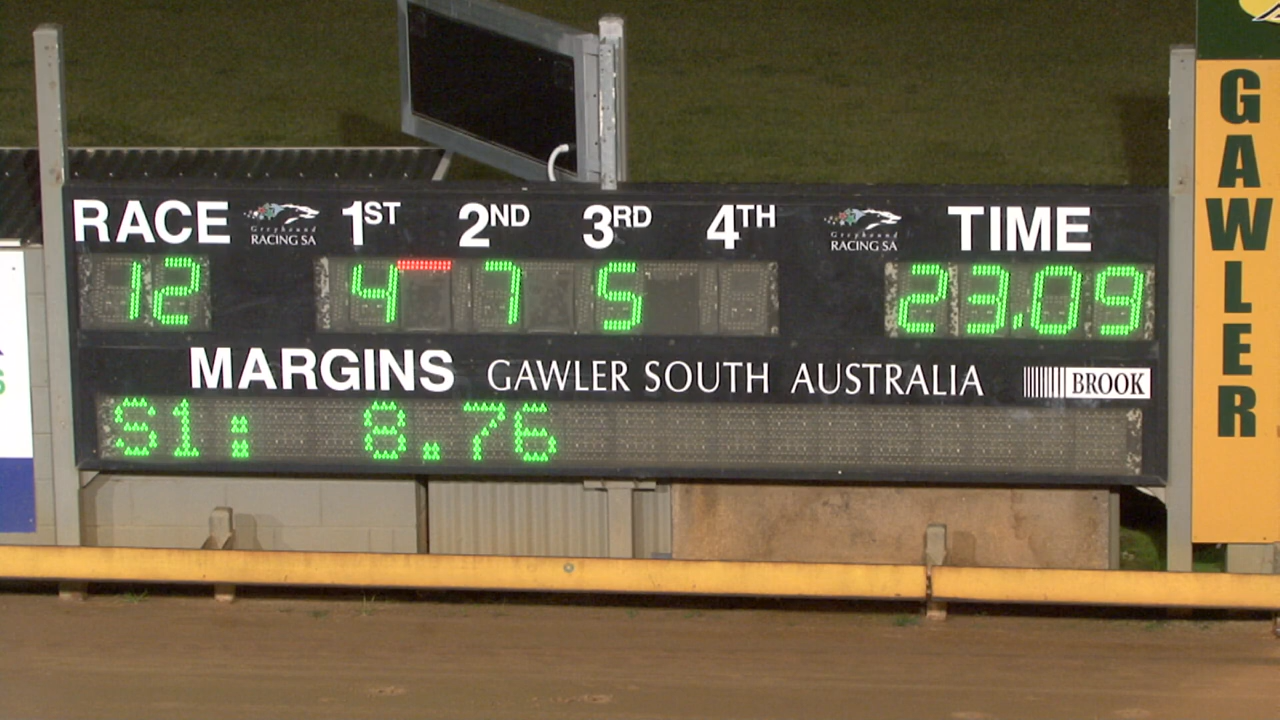 RACE Greyhound RACING SA 1ST 2ND 3RD 4TH Greyhound RACING SA TIME
12 4 7 5 23.09
MARGINS GAWLER SOUTH AUSTRALIA BROOK
S1: 8.76
GAWLER